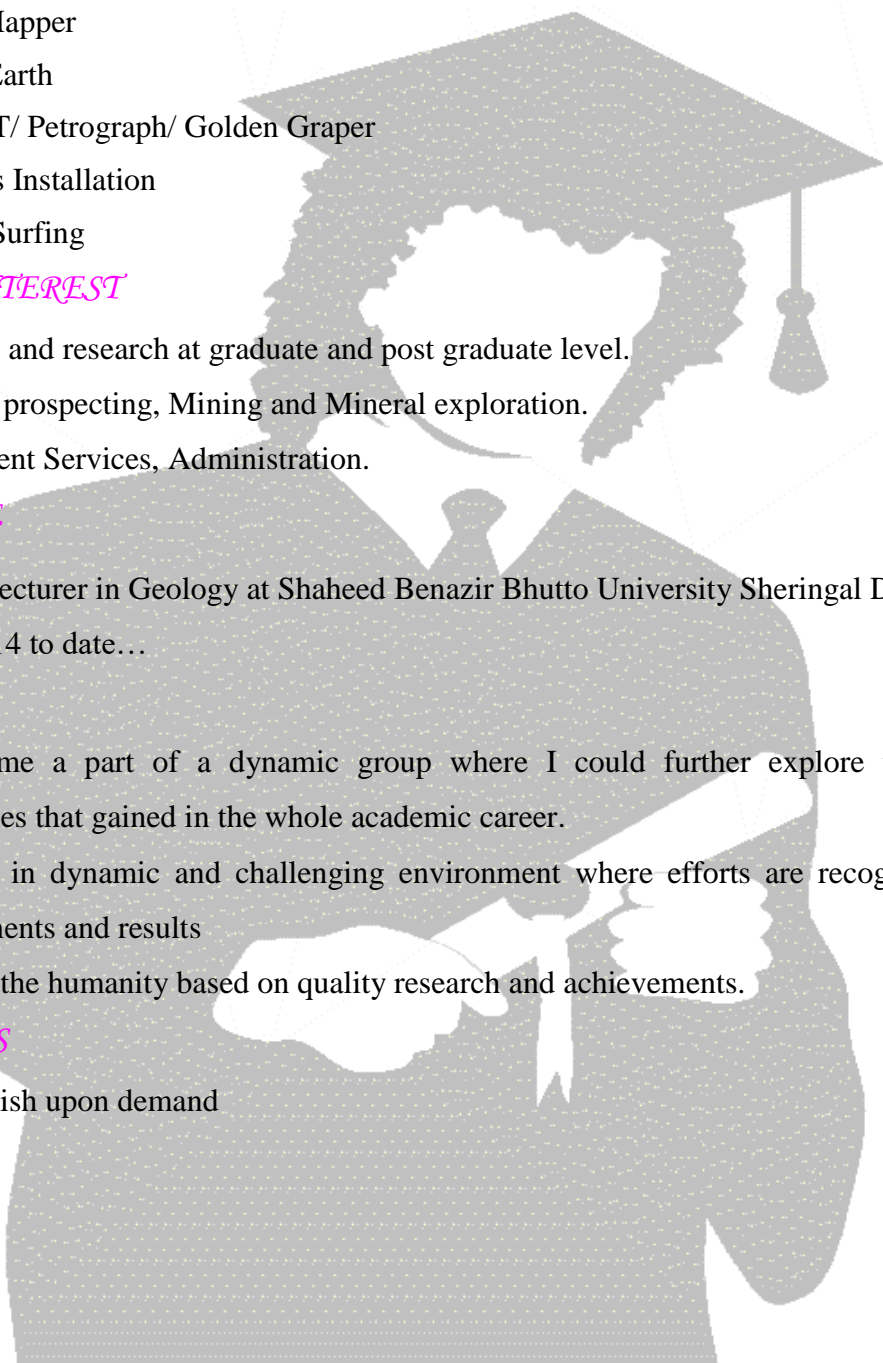 Mapper
Earth
T/ Petrograph/ Golden Graper
s Installation
Surfing
TEREST
and research at graduate and post graduate level.
prospecting, Mining and Mineral exploration.
ent Services, Administration.
ecturer in Geology at Shaheed Benazir Bhutto University Sheringal D
14 to date…
me a part of a dynamic group where I could further explore
es that gained in the whole academic career.
in dynamic and challenging environment where efforts are recog
ents and results
the humanity based on quality research and achievements.
S
ish upon demand